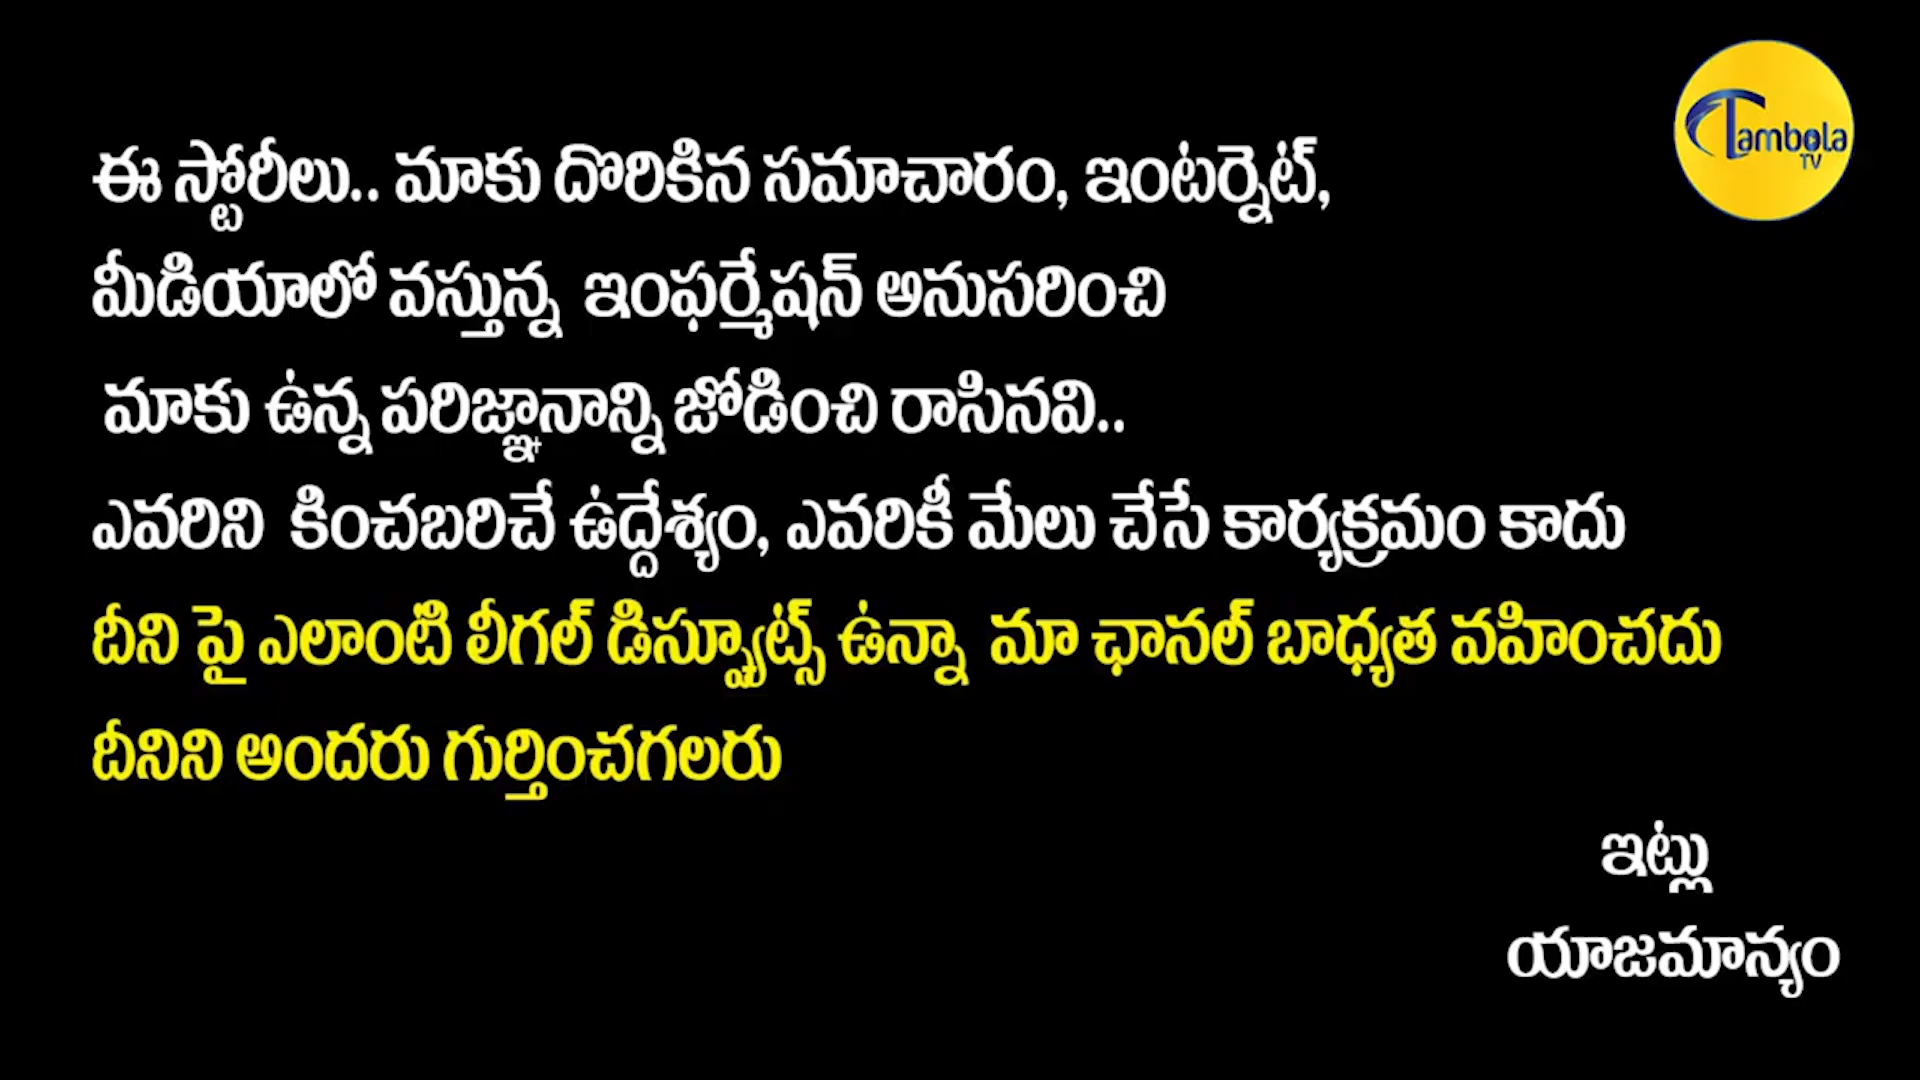 Tambola
TV
ఈ స్టోరీలు.. మాకు దొరికిన సమాచారం, ఇంటర్నెట్,
మీడియాలో వస్తున్న ఇంఫర్మేషన్ అనుసరించి
మాకు ఉన్న పరిజ్ఞానాన్ని జోడించి రాసినవి..
ఎవరిని కించబరిచే ఉద్దేశ్యం, ఎవరికీ మేలు చేసే కార్యక్రమం కాదు
దీని పై ఎలాంటి లీగల్ డిస్ప్యూట్స్ ఉన్నా మా ఛానల్ బాధ్యత వహించదు
దీనిని అందరు గుర్తించగలరు
ఇట్లు
యాజమాన్యం